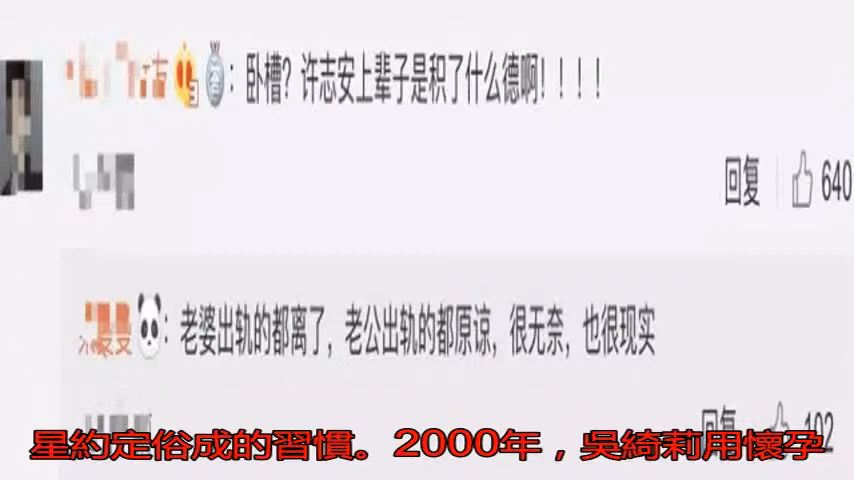 ：卧槽？许志安上辈子是积了什么德啊！！！！
回复 640
：老婆出轨的都离了，老公出轨的都原谅，很无奈，也很现实
回复 192
星約定俗成的習慣。2000年，吳綺莉用懷孕